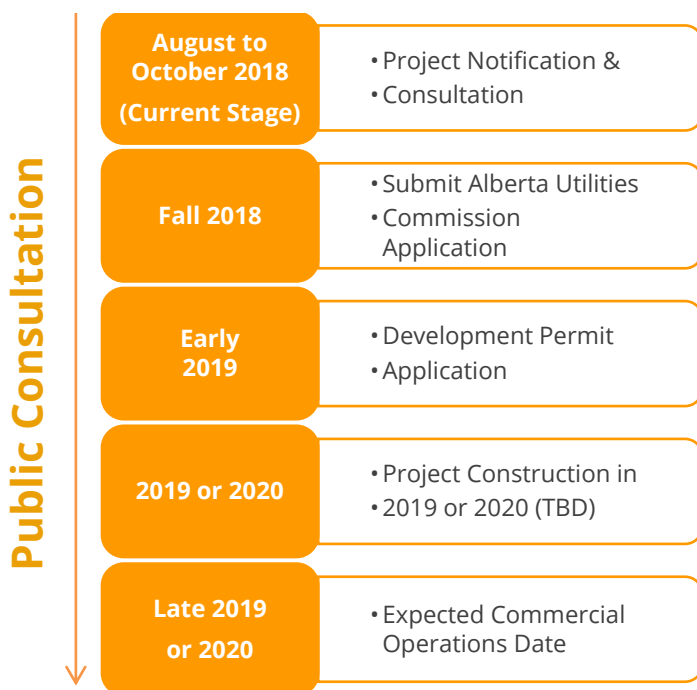 Public Consultation
August to
October 2018
(Current Stage)
• Project Notification &
• Consultation
Fall 2018
• Submit Alberta Utilities
• Commission
Application
Early
2019
• Development Permit
• Application
2019 or 2020
• Project Construction in
• 2019 or 2020 (TBD)
Late 2019
or 2020
• Expected Commercial
Operations Date